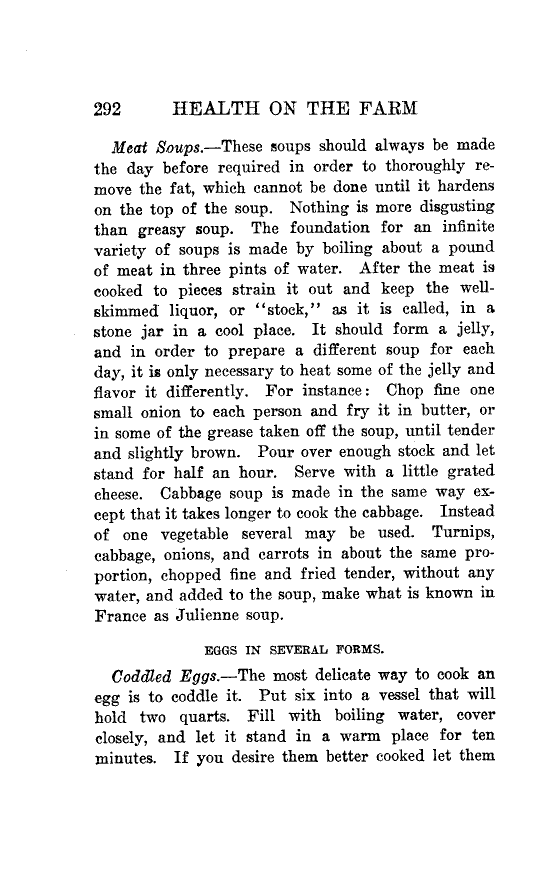 292 HEALTH ON THE FARM
Meat Soups.—These soups should always be made
the day before required in order to thoroughly re-
move the fat, which cannot be done until it hardens
on the top of the soup. Nothing is more disgusting
than greasy soup. The foundation for an infinite
variety of soups is made by boiling about a pound
of meat in three pints of water. After the meat is
cooked to pieces strain it out and keep the well-
skimmed liquor, or "stock," as it is called, in a
stone jar in a cool place. It should form a jelly,
and in order to prepare a different soup for each
day, it is only necessary to heat some of the jelly and
flavor it differently. For instance: Chop fine one
small onion to each person and fry it in butter, or
in some of the grease taken off the soup, until tender
and slightly brown. Pour over enough stock and let
stand for half an hour. Serve with a little grated
cheese. Cabbage soup is made in the same way ex-
cept that it takes longer to cook the cabbage. Instead
of one vegetable several may be used. Turnips,
cabbage, onions, and carrots in about the same pro-
portion, chopped fine and fried tender, without any
water, and added to the soup, make what is known in
France as Julienne soup.
EGGS IN SEVERAL FORMS.
Coddled Eggs.—The most delicate way to cook an
egg is to coddle it. Put six into a vessel that will
hold two quarts. Fill with boiling water, cover
closely, and let it stand in a warm place for ten
minutes. If you desire them better cooked let them